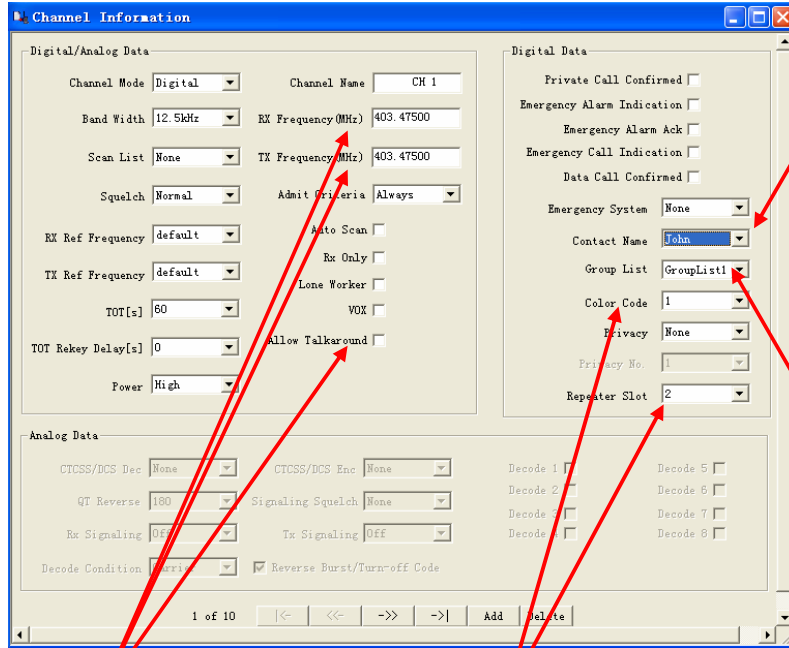 Channel Information
Digital/Analog Data
Channel Mode Digital Channel Name CH 1
Band Width 12.5kHz RX Frequency(MHz) 403.47500
Scan List None TX Frequency(MHz) 403.47500
Squelch Normal Admit Criteria Always
RX Ref Frequency default Auto Scan
Rx Only
TX Ref Frequency default Lone Worker
TOT[s] 60 VOX
TOT Rekey Delay[s] 0 Allow Talkaround
Power High
Digital Data
Private Call Confirmed
Emergency Alarm Indication
Emergency Alarm Ack
Emergency Call Indication
Data Call Confirmed
Emergency System None
Contact Name John
Group List GroupList1
Color Code 1
Privacy None
Privacy No. 1
Repeater Slot 2
Analog Data
CTCSS/DCS Dec None CTCSS/DCS Enc None Decode 1 Decode 5
QT Reverse 180 Signaling Squelch None Decode 2 Decode 6
Rx Signaling Off Tx Signaling Off Decode 3 Decode 7
Decode 4 Decode 8
Decode Condition Carrier Reverse Burst/Turn-off Code
1 of 10 |<- <<- ->> ->| Add Delete